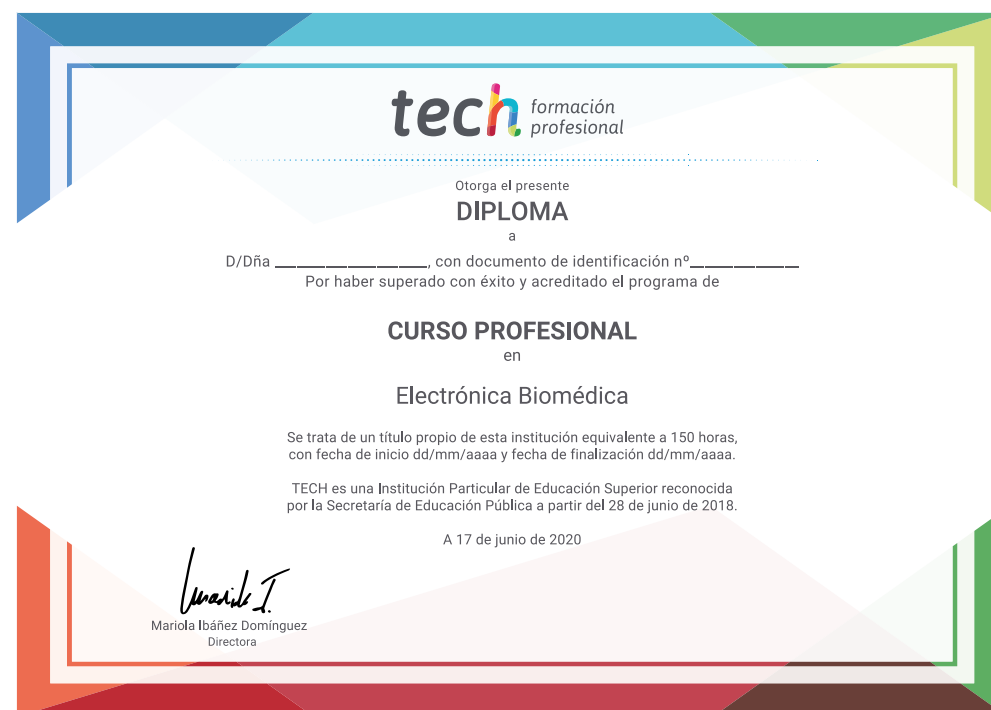 tech formación
profesional
Otorga el presente
DIPLOMA
a
D/Dña ______________, con documento de identificación nº__________
Por haber superado con éxito y acreditado el programa de
CURSO PROFESIONAL
en
Electrónica Biomédica
Se trata de un título propio de esta institución equivalente a 150 horas,
con fecha de inicio dd/mm/aaaa y fecha de finalización dd/mm/aaaa.
TECH es una Institución Particular de Educación Superior reconocida
por la Secretaría de Educación Pública a partir del 28 de junio de 2018.
A 17 de junio de 2020
Mariola I.
Mariola Ibáñez Domínguez
Directora